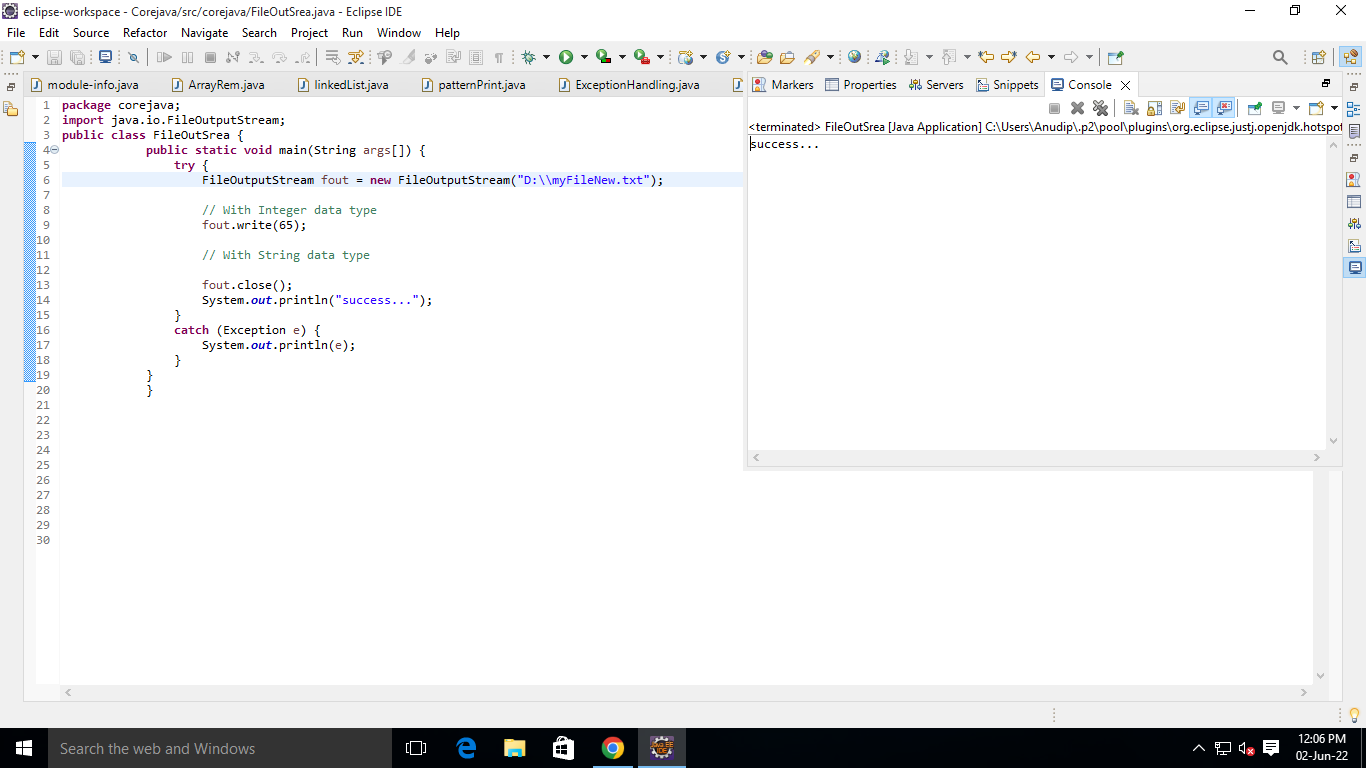 eclipse-workspace - Corejava/src/corejava/FileOutSrea.java - Eclipse IDE
File Edit Source Refactor Navigate Search Project Run Window Help
module-info.java ArrayRem.java linkedList.java patternPrint.java ExceptionHandling.java
1 package corejava;
2 import java.io.FileOutputStream;
3 public class FileOutSrea {
4 public static void main(String args[]) {
5 try {
6 FileOutputStream fout = new FileOutputStream("D:\\myFileNew.txt");
7
8 // With Integer data type
9 fout.write(65);
10
11 // With String data type
12
13 fout.close();
14 System.out.println("success...");
15 }
16 catch (Exception e) {
17 System.out.println(e);
18 }
19 }
20 }
21
22
23
24
25
26
27
28
29
30
Markers Properties Servers Snippets Console
<terminated> FileOutSrea [Java Application] C:\Users\Anudip\.p2\pool\plugins\org.eclipse.justj.openjdk.hotspot
success...
Search the web and Windows
12:06 PM
02-Jun-22